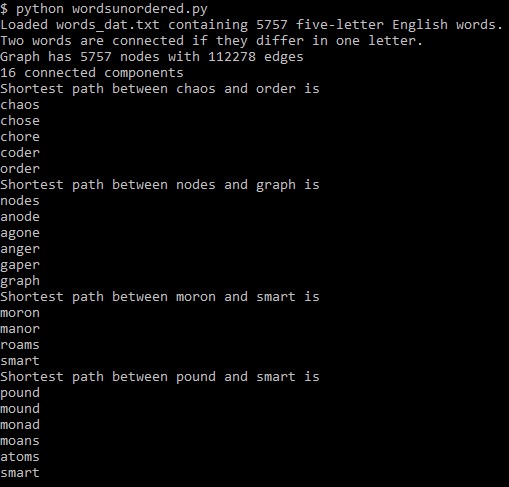 $ python wordsunordered.py
Loaded words_dat.txt containing 5757 five-letter English words.
Two words are connected if they differ in one letter.
Graph has 5757 nodes with 112278 edges
16 connected components
Shortest path between chaos and order is
chaos
chose
chore
coder
order
Shortest path between nodes and graph is
nodes
anode
agone
anger
gaper
graph
Shortest path between moron and smart is
moron
manor
roams
smart
Shortest path between pound and smart is
pound
mound
monad
moans
atoms
smart